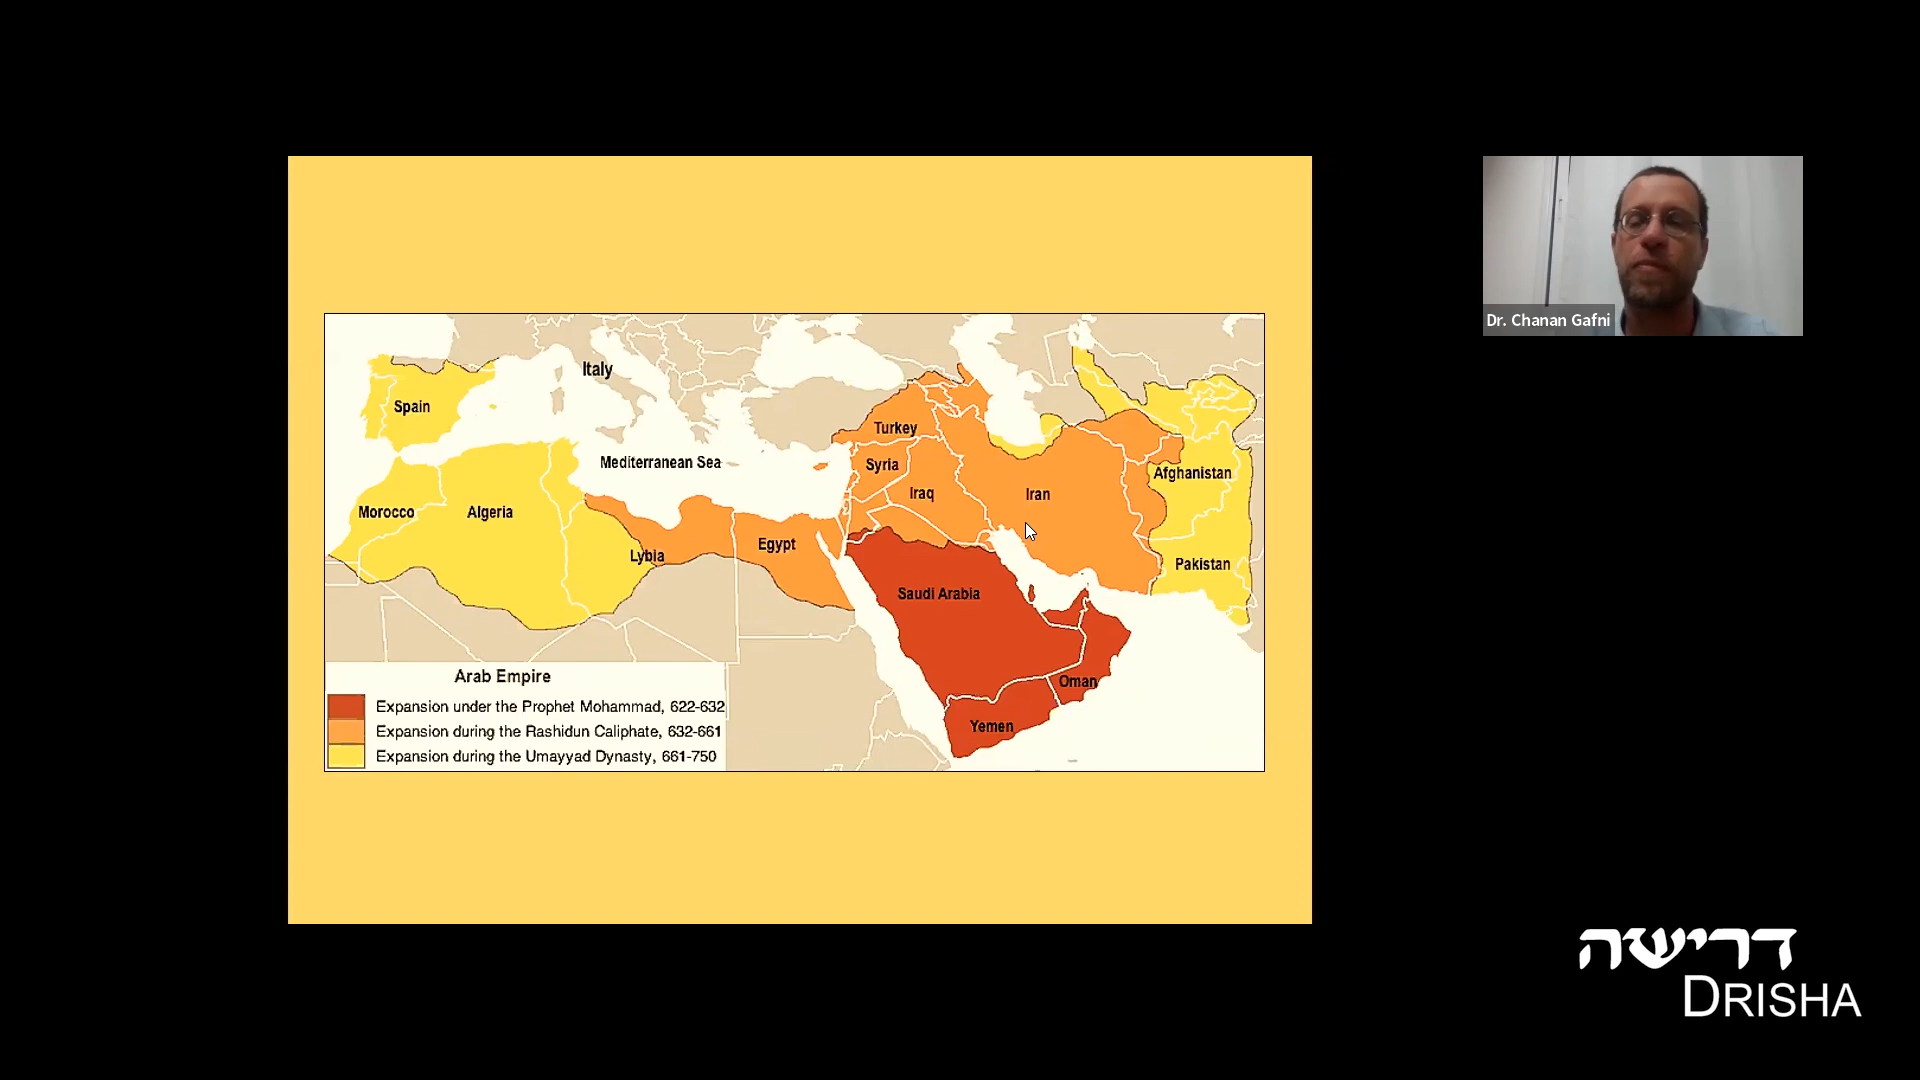 Italy
Spain
Turkey
Mediterranean Sea
Syria
Afghanistan
Iraq
Iran
Morocco
Algeria
Egypt
Lybia
Pakistan
Saudi Arabia
Oman
Yemen
Arab Empire
Expansion under the Prophet Mohammad, 622-632
Expansion during the Rashidun Caliphate, 632-661
Expansion during the Umayyad Dynasty, 661-750
Dr. Chanan Gafni
דרישה
DRISHA